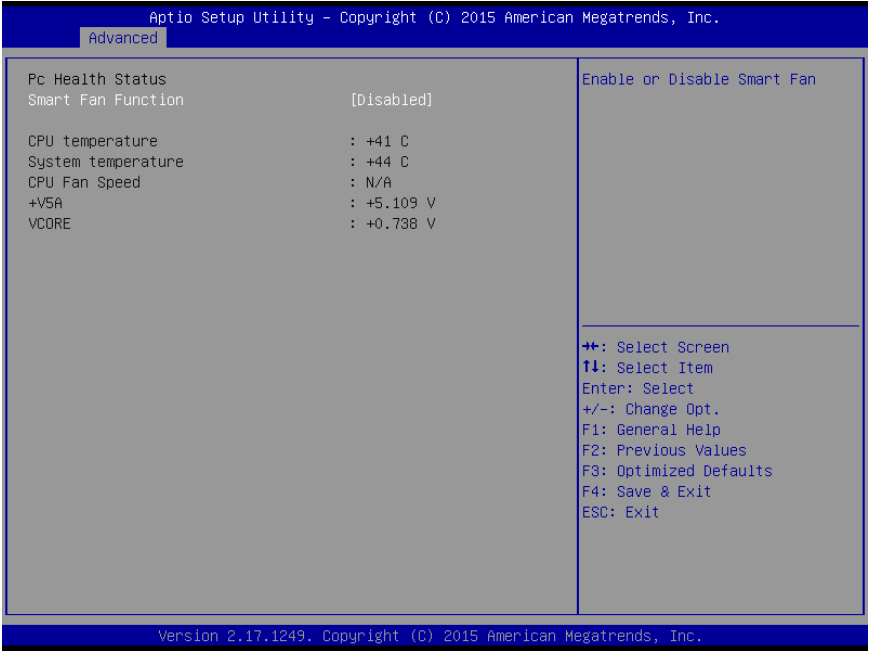 Aptio Setup Utility – Copyright (C) 2015 American Megatrends, Inc.
Advanced
Pc Health Status
Smart Fan Function [Disabled]
CPU temperature : +41 C
System temperature : +44 C
CPU Fan Speed : N/A
+V5A : +5.109 V
VCORE : +0.738 V
Enable or Disable Smart Fan
→←: Select Screen
↑↓: Select Item
Enter: Select
+/-: Change Opt.
F1: General Help
F2: Previous Values
F3: Optimized Defaults
F4: Save & Exit
ESC: Exit
Version 2.17.1249. Copyright (C) 2015 American Megatrends, Inc.